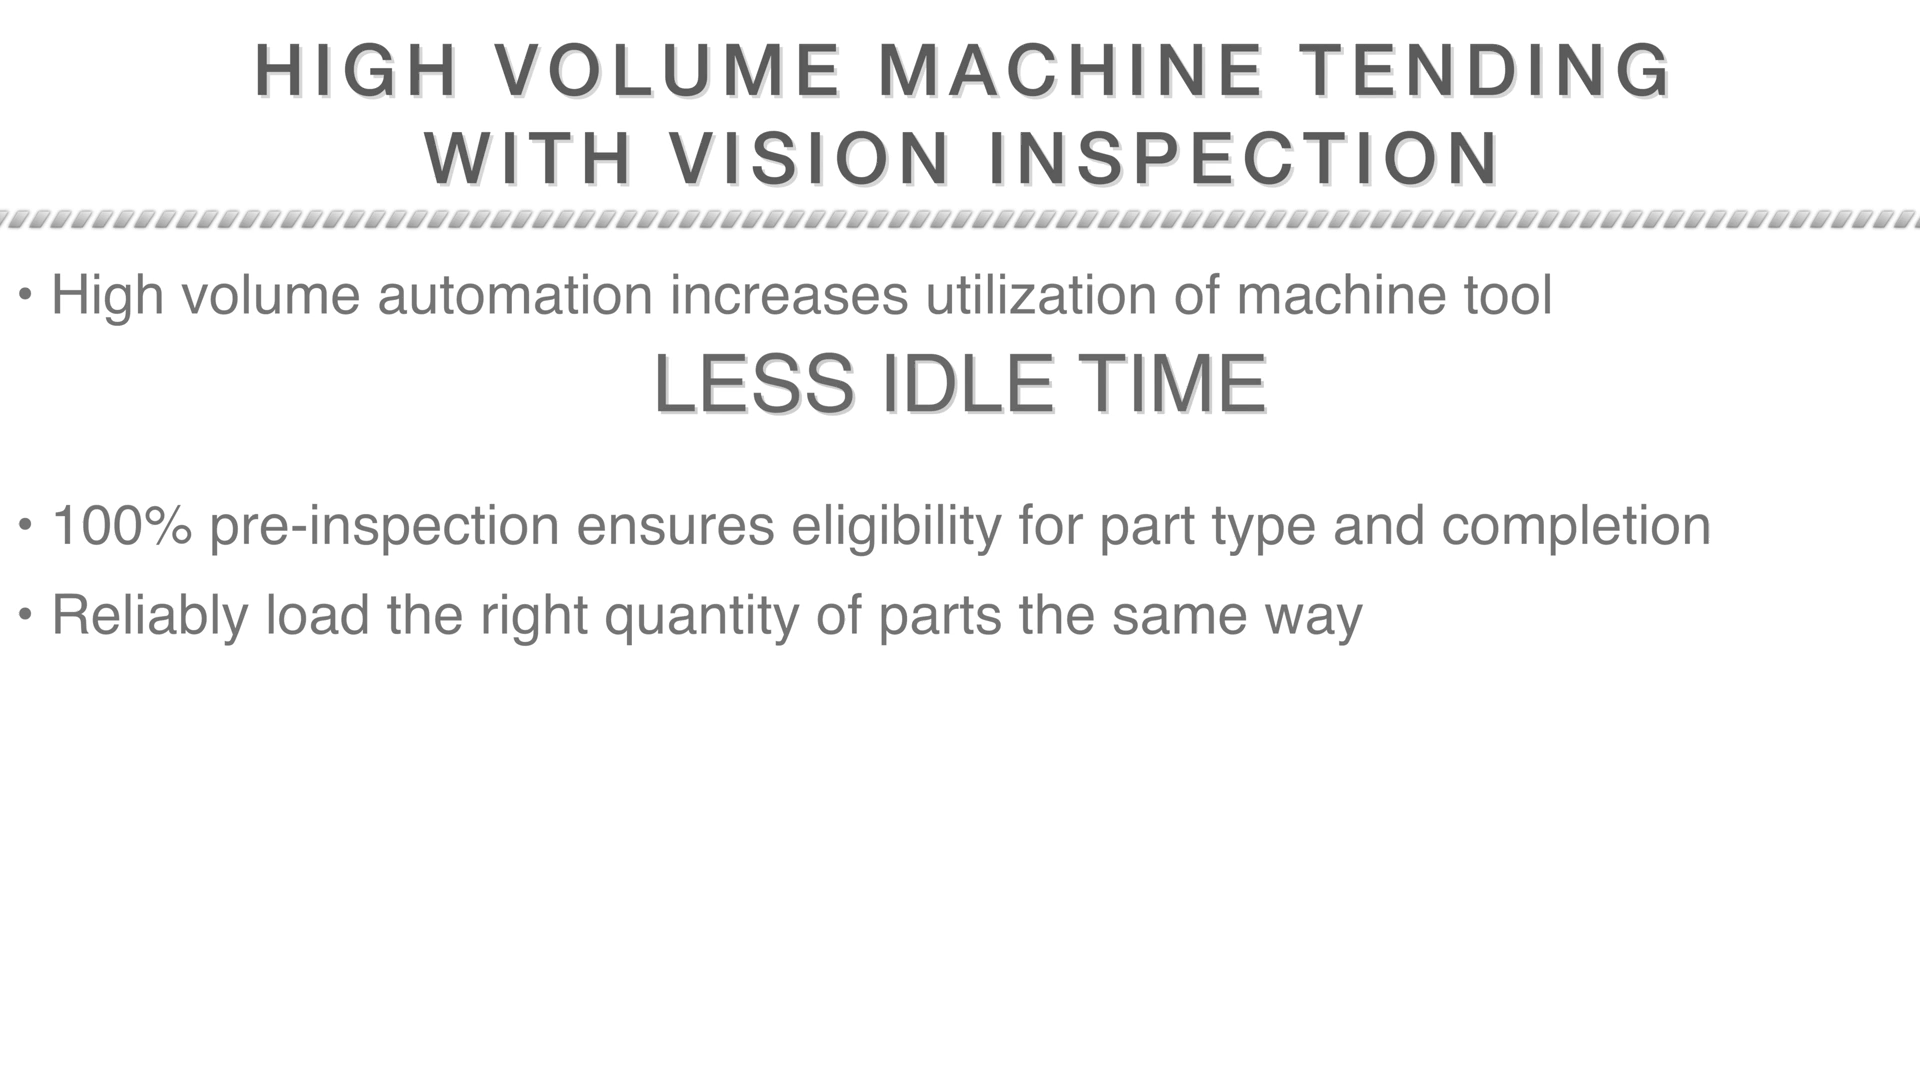 HIGH VOLUME MACHINE TENDING
WITH VISION INSPECTION
• High volume automation increases utilization of machine tool
LESS IDLE TIME
• 100% pre-inspection ensures eligibility for part type and completion
• Reliably load the right quantity of parts the same way